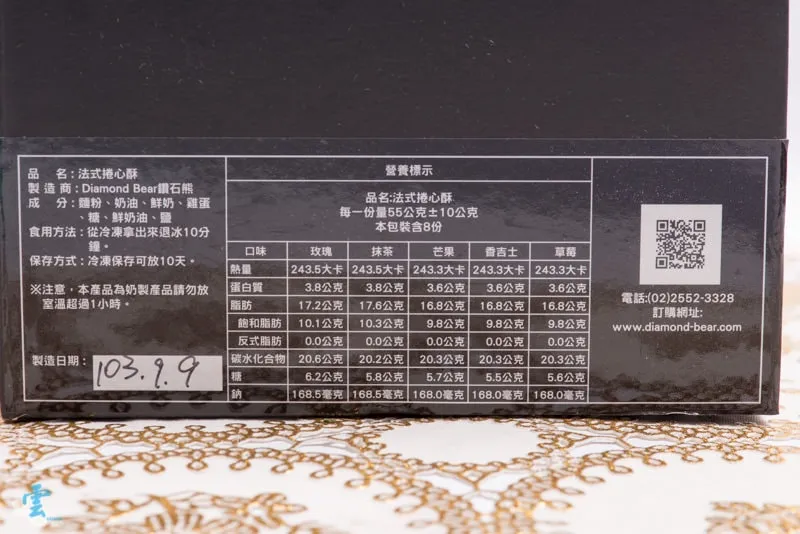 品　名：法式捲心酥
製造商：Diamond Bear鑽石熊
成　分：麵粉、奶油、鮮奶、雞蛋
、糖、鮮奶油、鹽
食用方法：從冷凍拿出來退冰10分
鐘。
保存方式：冷凍保存可放10天。
※注意，本產品為奶製產品請勿放
室溫超過1小時。
製造日期：103.9.9
營養標示
品名:法式捲心酥
每一份量55公克±10公克
本包裝含8份
口味 玫瑰 抹茶 芒果 香吉士 草莓
熱量 243.5大卡 243.5大卡 243.3大卡 243.3大卡 243.3大卡
蛋白質 3.8公克 3.8公克 3.6公克 3.6公克 3.6公克
脂肪 17.2公克 17.6公克 16.8公克 16.8公克 16.8公克
飽和脂肪 10.1公克 10.3公克 9.8公克 9.8公克 9.8公克
反式脂肪 0.0公克 0.0公克 0.0公克 0.0公克 0.0公克
碳水化合物 20.6公克 20.2公克 20.3公克 20.3公克 20.3公克
糖 6.2公克 5.8公克 5.7公克 5.5公克 5.6公克
鈉 168.5毫克 168.5毫克 168.0毫克 168.0毫克 168.0毫克
電話:(02)2552-3328
訂購網址:
www.diamond-bear.com
雲